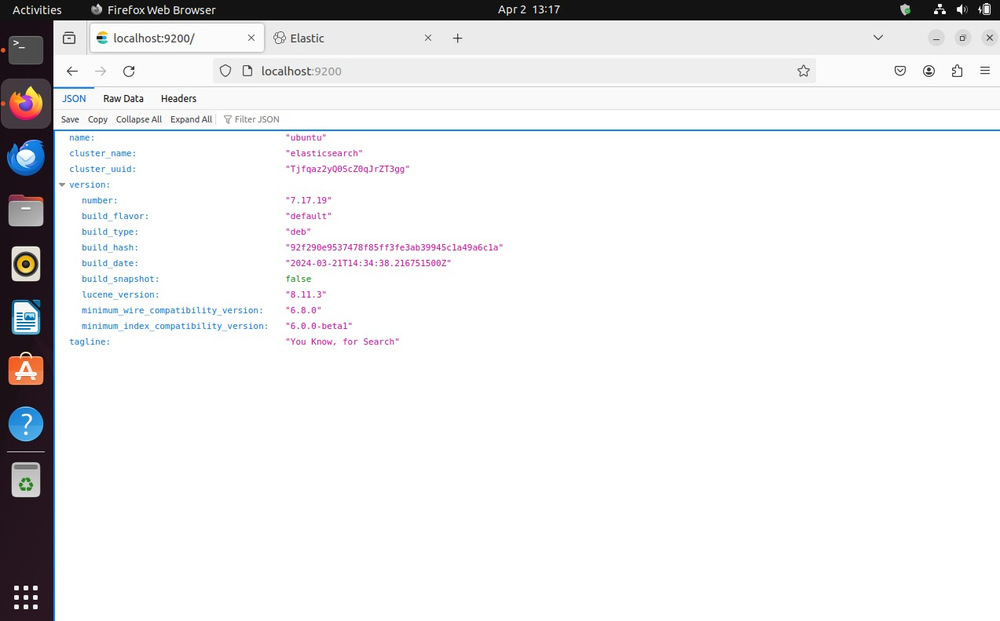 Activities Firefox Web Browser Apr 2 13:17
localhost:9200/ Elastic
localhost:9200
JSON Raw Data Headers
Save Copy Collapse All Expand All Filter JSON
name: "ubuntu"
cluster_name: "elasticsearch"
cluster_uuid: "Tjfqaz2yQ0ScZ0qJrZT3gg"
version:
number: "7.17.19"
build_flavor: "default"
build_type: "deb"
build_hash: "92f290e9537478f85ff3fe3ab39945c1a49a6c1a"
build_date: "2024-03-21T14:34:38.216751500Z"
build_snapshot: false
lucene_version: "8.11.3"
minimum_wire_compatibility_version: "6.8.0"
minimum_index_compatibility_version: "6.0.0-beta1"
tagline: "You Know, for Search"